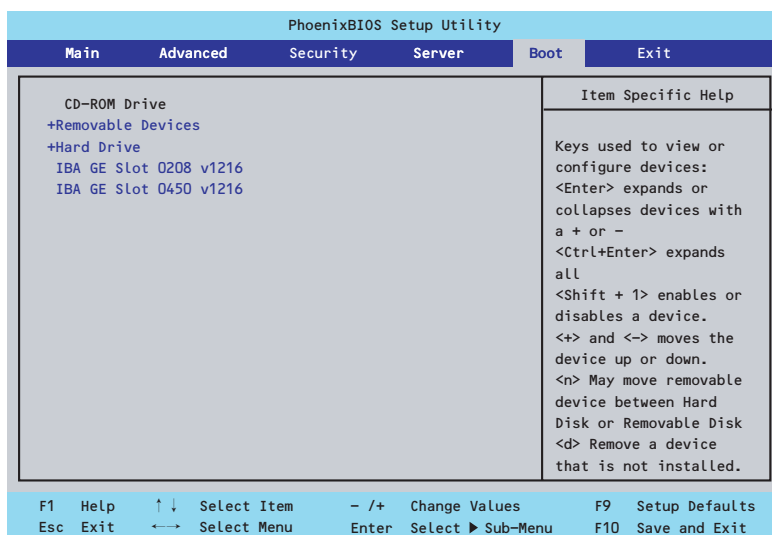 PhoenixBIOS Setup Utility
Main Advanced Security Server Boot Exit
CD-ROM Drive
+Removable Devices
+Hard Drive
IBA GE Slot 0208 v1216
IBA GE Slot 0450 v1216
Item Specific Help
Keys used to view or
configure devices:
<Enter> expands or
collapses devices with
a + or −
<Ctrl+Enter> expands
all
<Shift + 1> enables or
disables a device.
<+> and <−> moves the
device up or down.
<n> May move removable
device between Hard
Disk or Removable Disk
<d> Remove a device
that is not installed.
F1 Help ↑↓ Select Item − /+ Change Values F9 Setup Defaults
Esc Exit ←→ Select Menu Enter Select ▶ Sub−Menu F10 Save and Exit